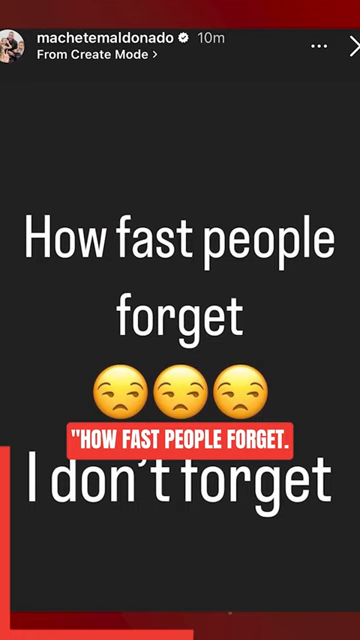 machetemaldonado 10m
From Create Mode >
How fast people
forget
"HOW FAST PEOPLE FORGET.
I don't forget